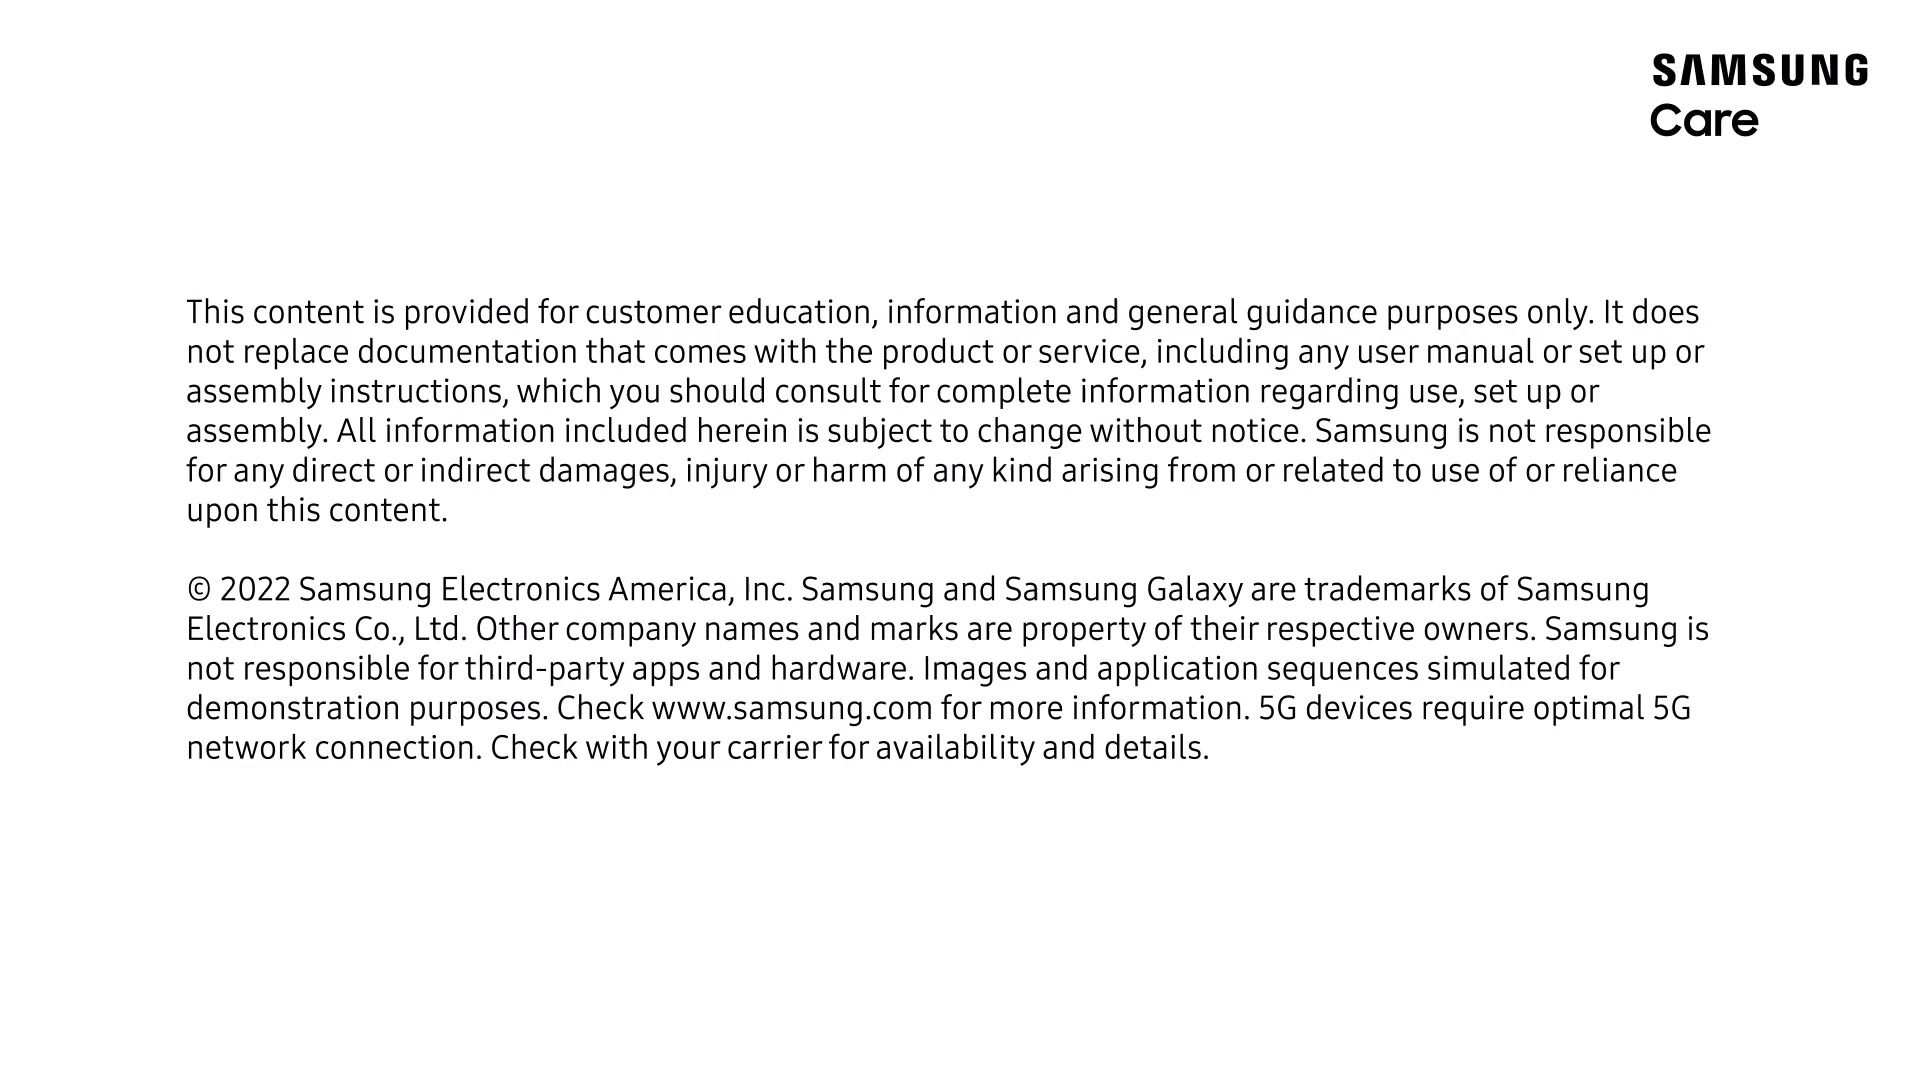 SAMSUNG
Care
This content is provided for customer education, information and general guidance purposes only. It does
not replace documentation that comes with the product or service, including any user manual or set up or
assembly instructions, which you should consult for complete information regarding use, set up or
assembly. All information included herein is subject to change without notice. Samsung is not responsible
for any direct or indirect damages, injury or harm of any kind arising from or related to use of or reliance
upon this content.
© 2022 Samsung Electronics America, Inc. Samsung and Samsung Galaxy are trademarks of Samsung
Electronics Co., Ltd. Other company names and marks are property of their respective owners. Samsung is
not responsible for third-party apps and hardware. Images and application sequences simulated for
demonstration purposes. Check www.samsung.com for more information. 5G devices require optimal 5G
network connection. Check with your carrier for availability and details.